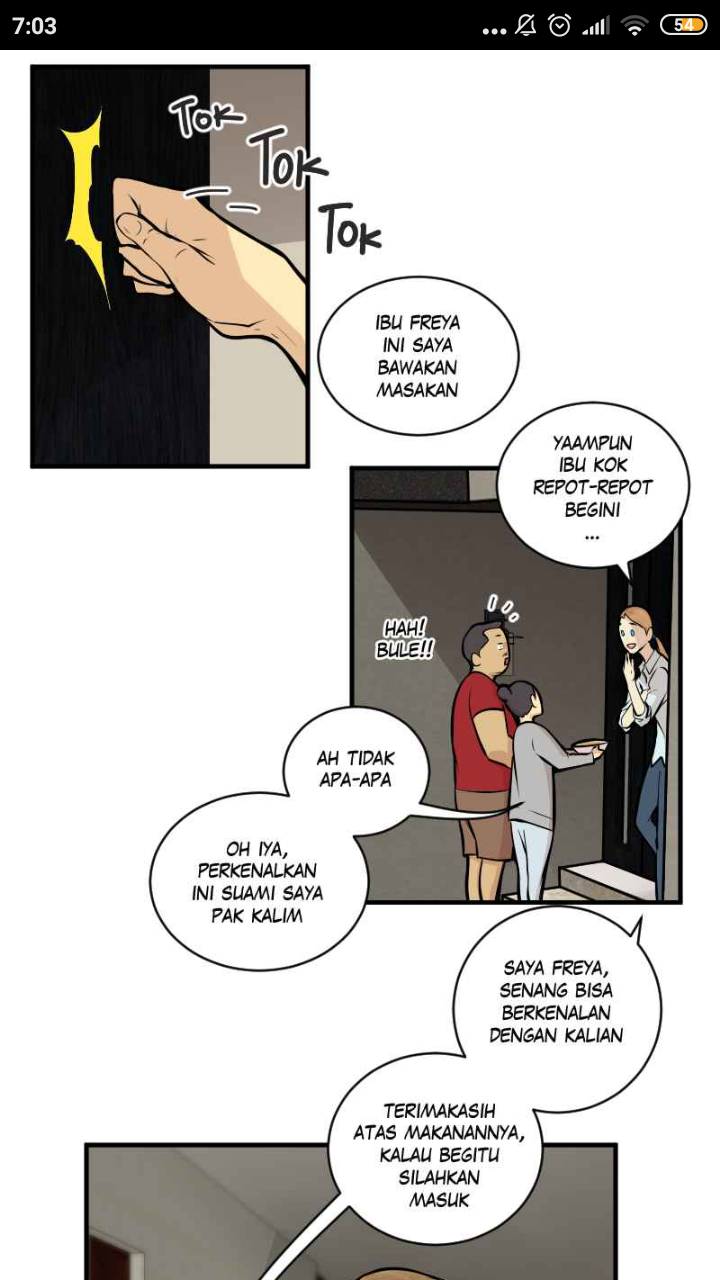 7:03
54
TOK
TOK
TOK
IBU FREYA
INI SAYA
BAWAKAN
MASAKAN
YAAMPUN
IBU KOK
REPOT-REPOT
BEGINI
...
HAH!
BULE!!
AH TIDAK
APA-APA
OH IYA,
PERKENALKAN
INI SUAMI SAYA
PAK KALIM
SAYA FREYA,
SENANG BISA
BERKENALAN
DENGAN KALIAN
TERIMAKASIH
ATAS MAKANANNYA,
KALAU BEGITU
SILAHKAN
MASUK